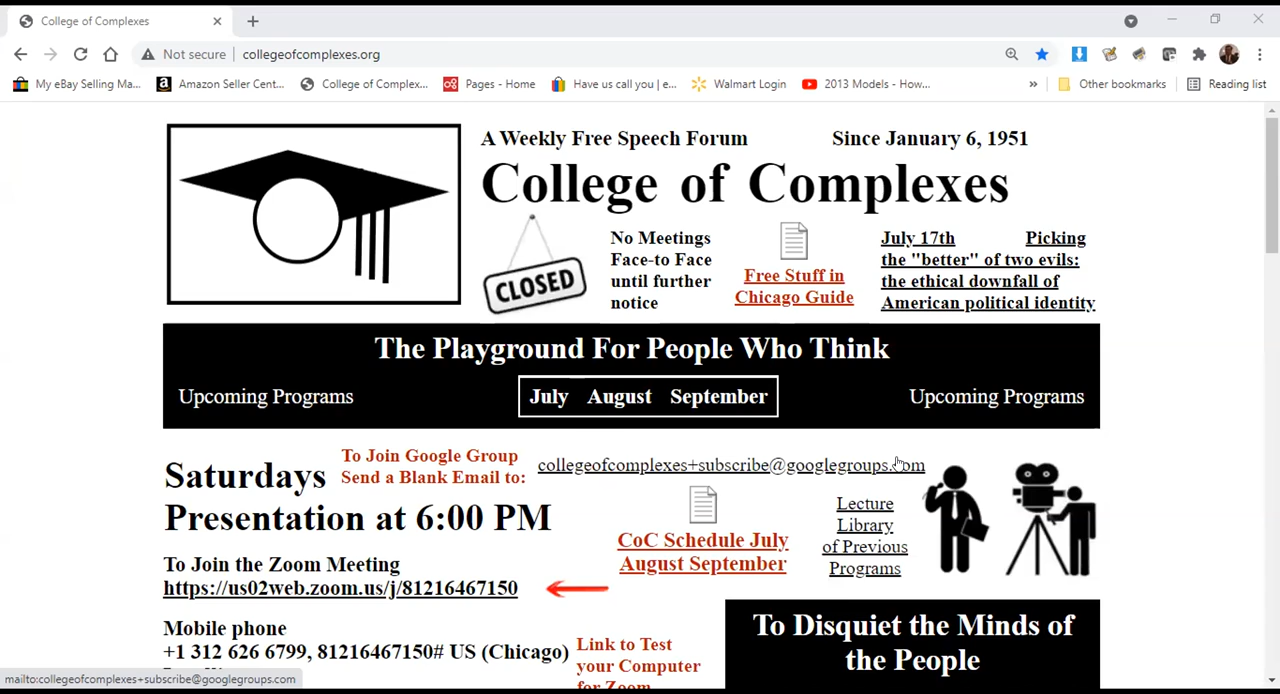 College of Complexes
Not secure
collegeofcomplexes.org
My eBay Selling Ma...
Amazon Seller Cent...
College of Complex...
Pages - Home
Have us call you | e...
Walmart Login
2013 Models - How...
»
Other bookmarks
Reading list
A Weekly Free Speech Forum
Since January 6, 1951
College of Complexes
CLOSED
No Meetings
Face-to Face
until further
notice
Free Stuff in
Chicago Guide
July 17th Picking
the "better" of two evils:
the ethical downfall of
American political identity
The Playground For People Who Think
Upcoming Programs
July August September
Upcoming Programs
Saturdays
Presentation at 6:00 PM
To Join Google Group
Send a Blank Email to:
collegeofcomplexes+subscribe@googlegroups.com
CoC Schedule July
August September
Lecture
Library
of Previous
Programs
To Join the Zoom Meeting
https://us02web.zoom.us/j/81216467150
Mobile phone
+1 312 626 6799, 81216467150# US (Chicago)
Link to Test
your Computer
for Zoom
To Disquiet the Minds of
the People
mailto:collegeofcomplexes+subscribe@googlegroups.com